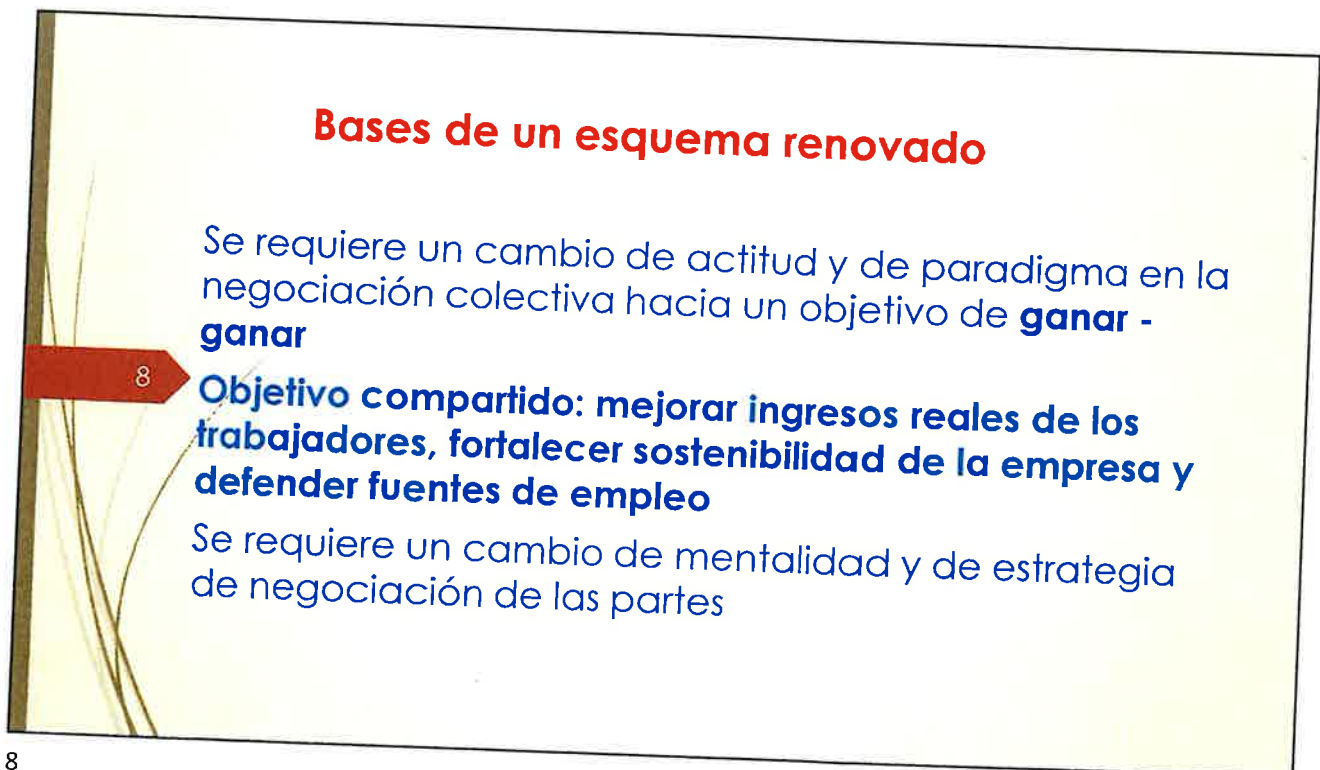 Bases de un esquema renovado
Se requiere un cambio de actitud y de paradigma en la
negociación colectiva hacia un objetivo de ganar -
ganar
8
Objetivo compartido: mejorar ingresos reales de los
trabajadores, fortalecer sostenibilidad de la empresa y
defender fuentes de empleo
Se requiere un cambio de mentalidad y de estrategia
de negociación de las partes
8